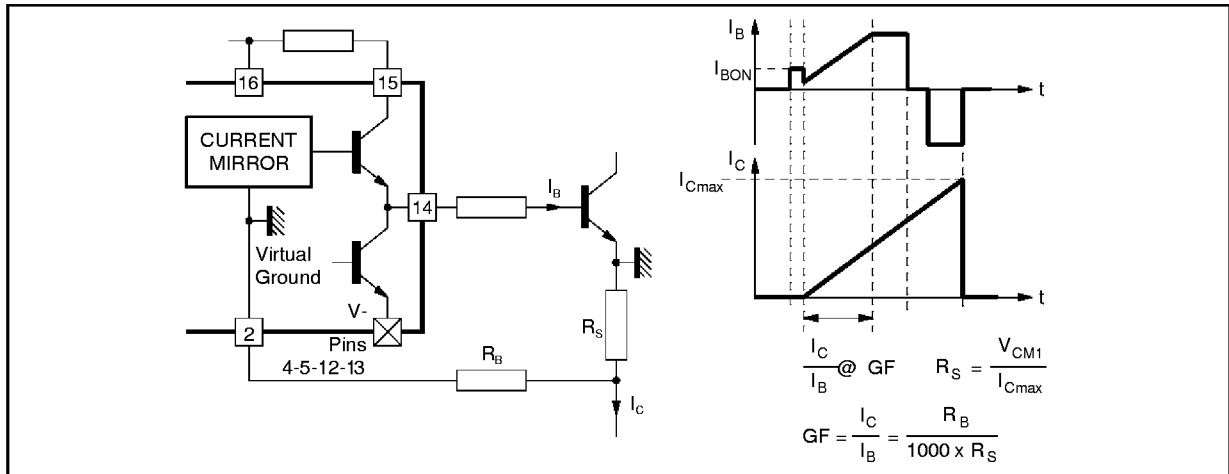 16
15
CURRENT
MIRROR
14
I_B
Virtual
Ground
V-
2
Pins
4-5-12-13
R_B
R_S
I_C
I_B
I_BON
t
I_C
I_Cmax
t
I_C / I_B @ GF
R_S = V_CM1 / I_Cmax
GF = I_C / I_B = R_B / 1000 x R_S